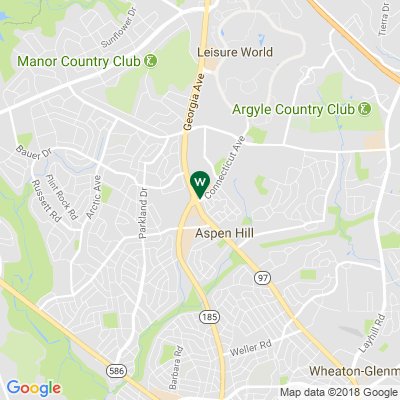 Sunflower Dr
Tierra Dr
Leisure World
Manor Country Club
Georgia Ave
Argyle Country Club
Bauer Dr
Connecticut Ave
Flint Rock Rd
Russett Rd
Arctic Ave
Parkland Dr
W
Aspen Hill
97
185
Layhill Rd
Weller Rd
Barbara Rd
586
Wheaton-Glenm
Google
Map data ©2018 Google